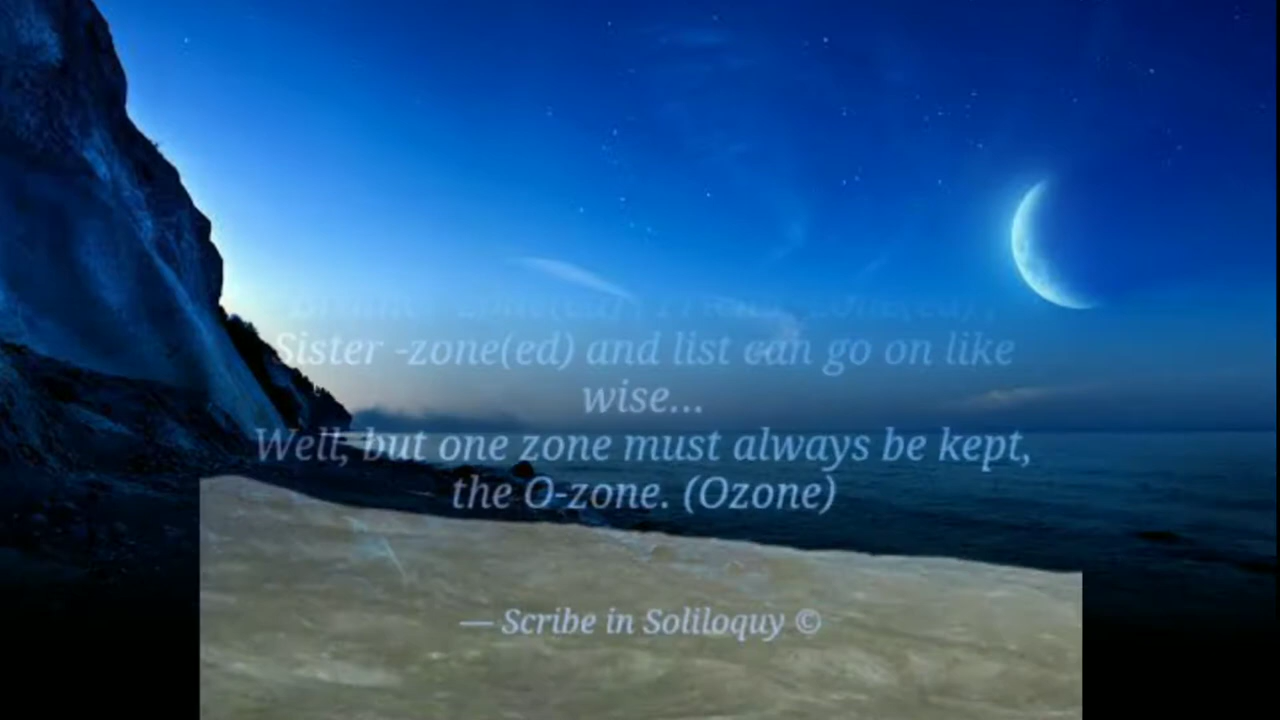 Sister -zone(ed) and list can go on like
wise...
Well, but one zone must always be kept,
the O-zone. (Ozone)
— Scribe in Soliloquy ©